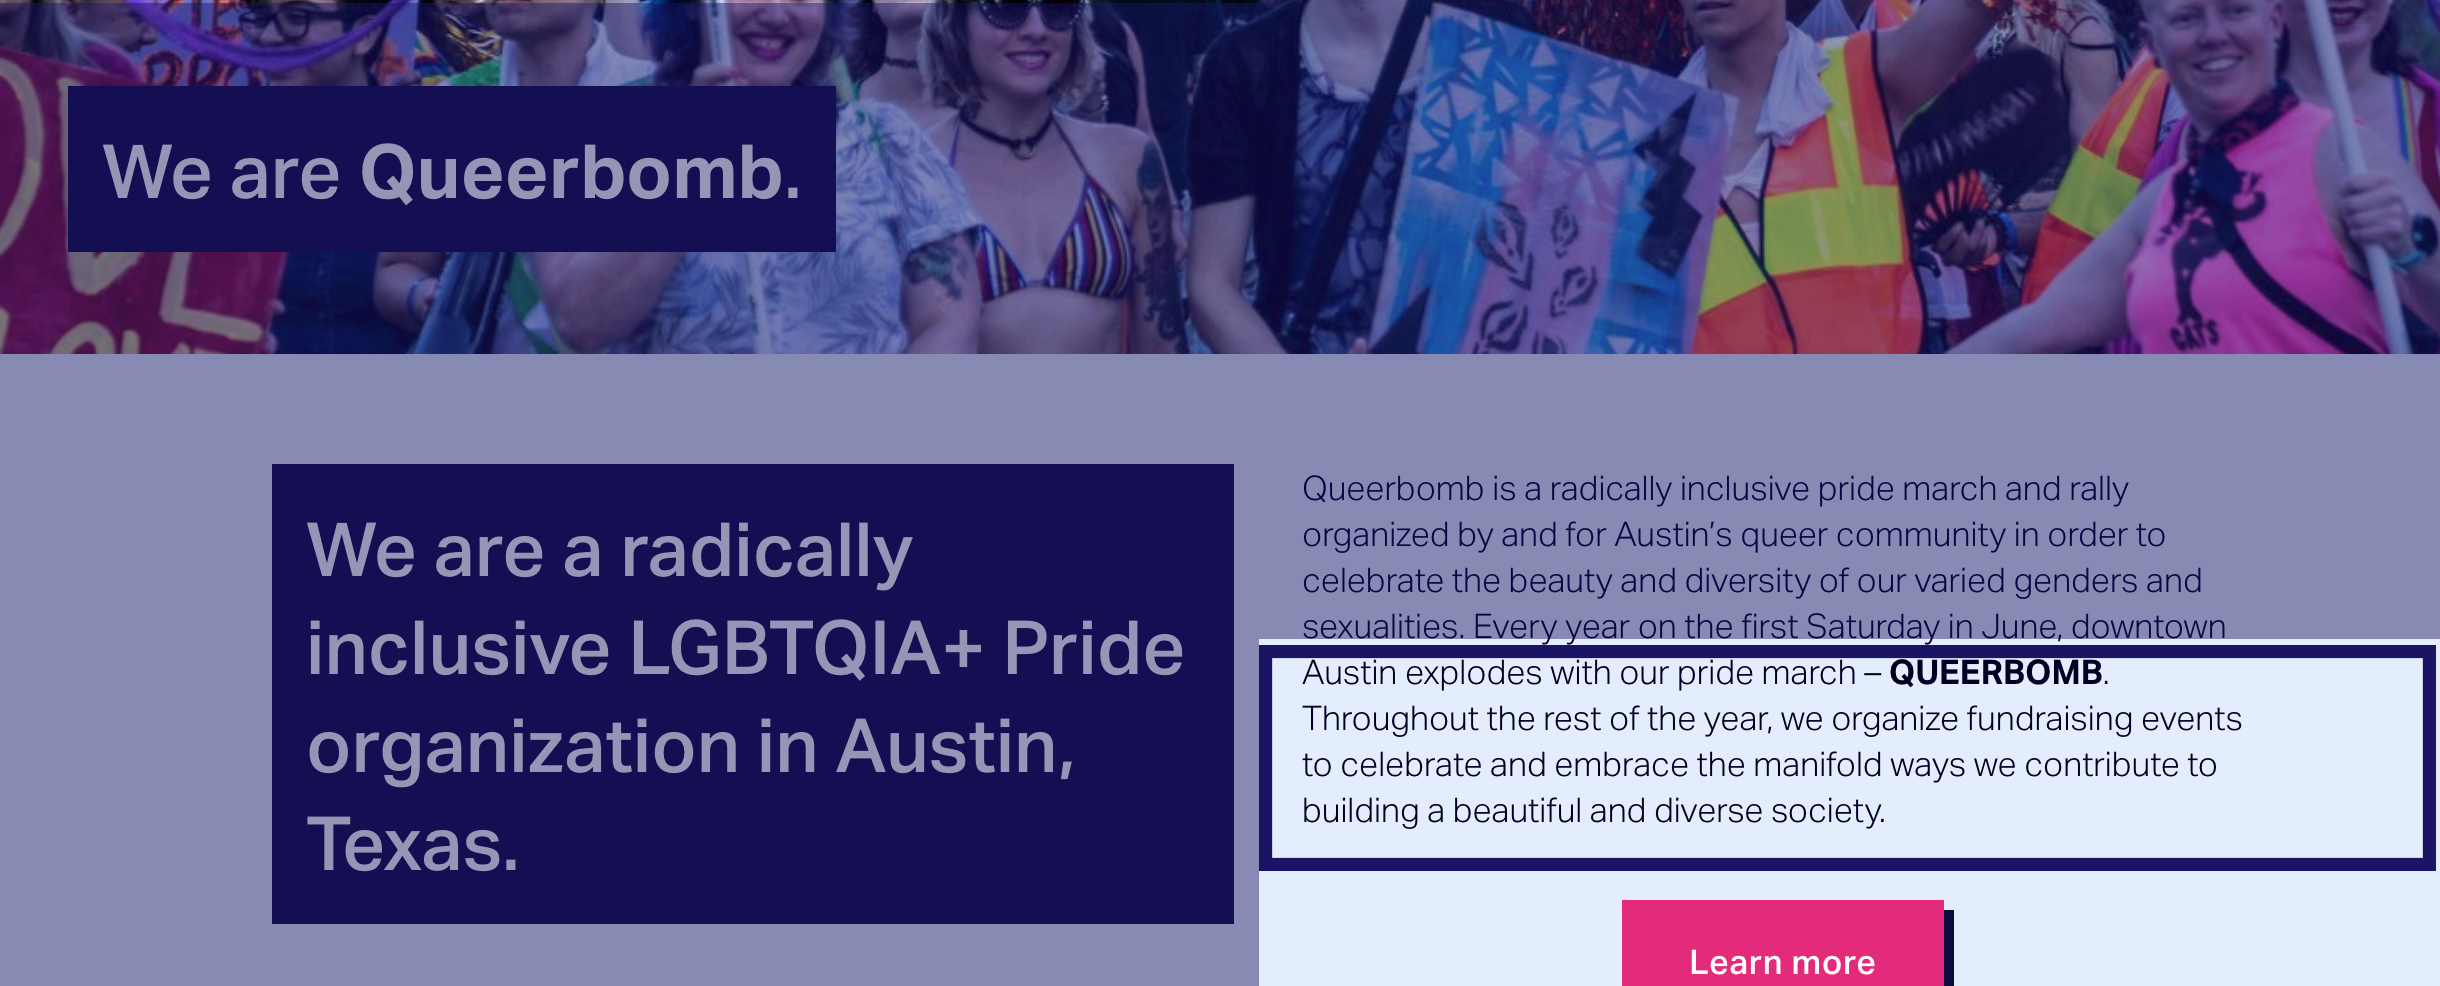 We are Queerbomb.
We are a radically
inclusive LGBTQIA+ Pride
organization in Austin,
Texas.
Queerbomb is a radically inclusive pride march and rally
organized by and for Austin’s queer community in order to
celebrate the beauty and diversity of our varied genders and
sexualities. Every year on the first Saturday in June, downtown
Austin explodes with our pride march – QUEERBOMB.
Throughout the rest of the year, we organize fundraising events
to celebrate and embrace the manifold ways we contribute to
building a beautiful and diverse society.
Learn more
CATS